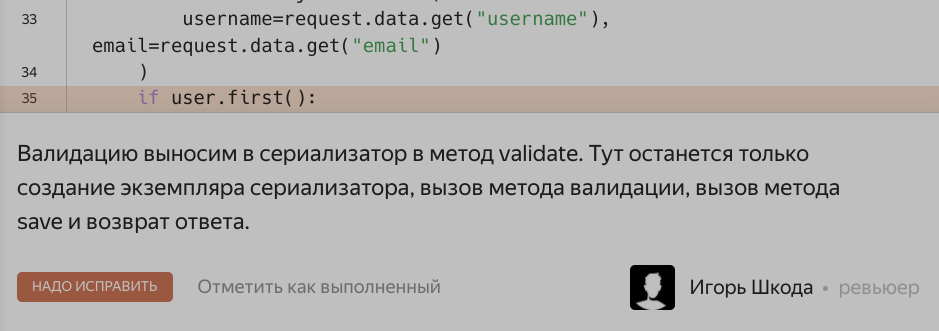 33 username=request.data.get("username"),
email=request.data.get("email")
34 )
35 if user.first():
Валидацию выносим в сериализатор в метод validate. Тут останется только
создание экземпляра сериализатора, вызов метода валидации, вызов метода
save и возврат ответа.
НАДО ИСПРАВИТЬ Отметить как выполненный Игорь Шкода • ревьюер